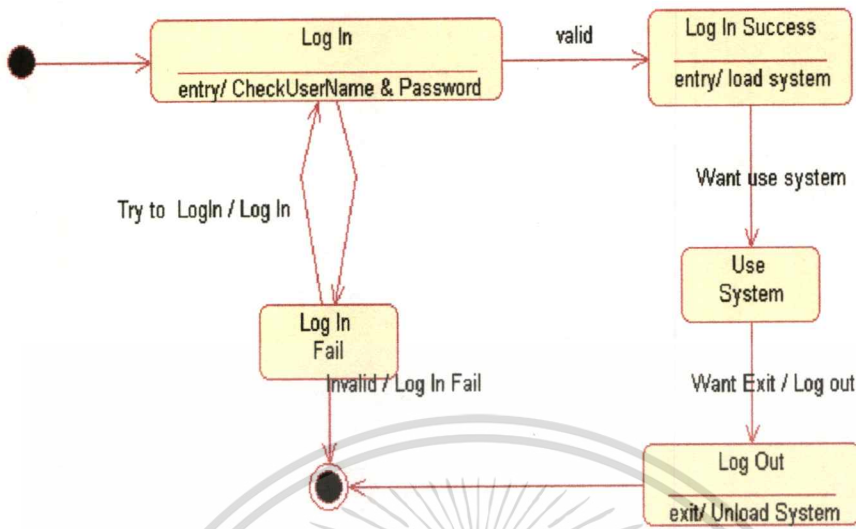 Log In
entry/ CheckUserName & Password
valid
Log In Success
entry/ load system
Try to LogIn / Log In
Want use system
Use
System
Log In
Fail
Invalid / Log In Fail
Want Exit / Log out
Log Out
exit/ Unload System